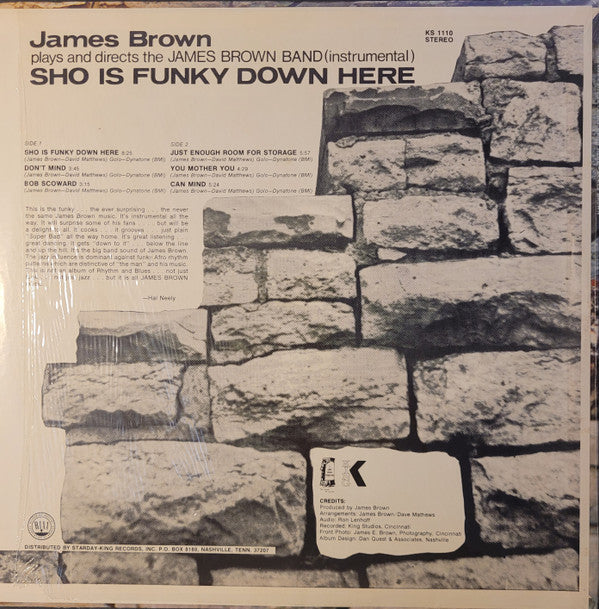 James Brown
plays and directs the JAMES BROWN BAND (instrumental)
SHO IS FUNKY DOWN HERE
KS 1110
STEREO
SIDE 1
SHO IS FUNKY DOWN HERE 8:25
(James Brown—David Matthews) Golo—Dynatone (BMI)
DON'T MIND 3:45
(James Brown—David Matthews) Golo—Dynatone (BMI)
BOB SCOWARD 3:15
(James Brown—David Matthews) Golo—Dynatone (BMI)
SIDE 2
JUST ENOUGH ROOM FOR STORAGE 5:57
(James Brown—David Matthews) Golo—Dynatone (BMI)
YOU MOTHER YOU 4:29
(James Brown—David Matthews) Golo—Dynatone (BMI)
CAN MIND 5:24
(James Brown—David Matthews) Golo—Dynatone (BMI)
This is the funky . . . the ever surprising . . . the never
the same James Brown music. It's instrumental all the
way. It will surprise some of his fans . . . but will be
a delight to all. It cooks . . . it grooves . . . just plain
"Super Bad" all the way home. It's great listening
great dancing. It gets "down to it" . . . below the line
and up the hill. It's the big band sound of James Brown.
The jazz influence is dominant against funky Afro rhythm
which are distinctive of "the man" and his music.
This is not an album of Rhythm and Blues . . . not just
jazz . . . but it is all JAMES BROWN
—Hal Neely
K
CREDITS:
Produced by James Brown
Arrangements: James Brown/Dave Mathews
Audio: Ron Lenhoff
Recorded: King Studios, Cincinnati
Front Photo: James E. Brown, Photography, Cincinnati
Album Design: Dan Quest & Associates, Nashville
DISTRIBUTED BY STARDAY-KING RECORDS, INC. P.O. BOX 8188, NASHVILLE, TENN. 37207